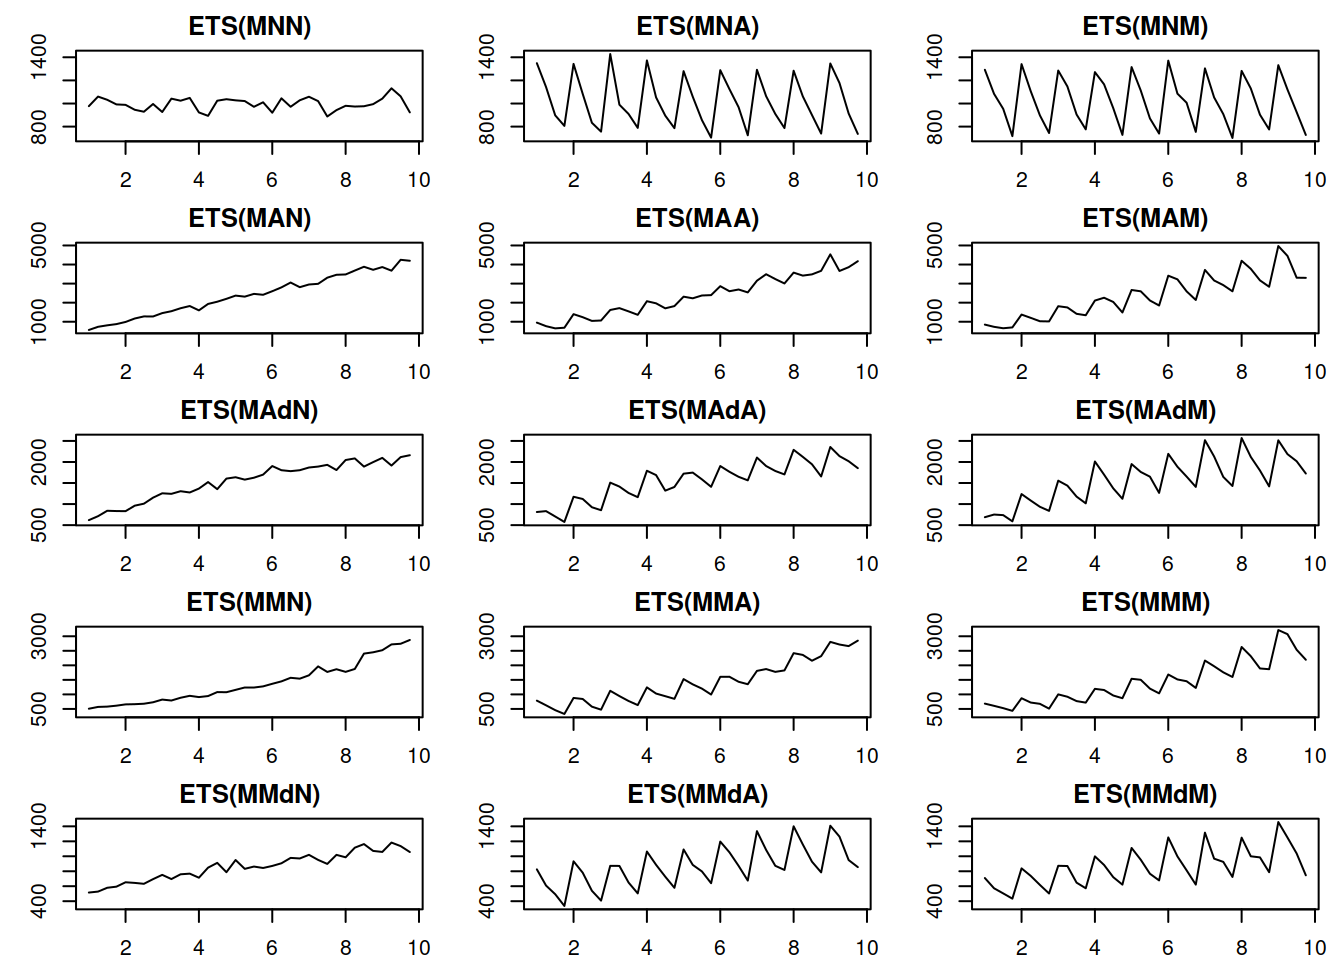 ETS(MNN) ETS(MNA) ETS(MNM)
1400 1400 1400
800 800 800
2 4 6 8 10 2 4 6 8 10 2 4 6 8 10
ETS(MAN) ETS(MAA) ETS(MAM)
5000 5000 5000
1000 1000 1000
2 4 6 8 10 2 4 6 8 10 2 4 6 8 10
ETS(MAdN) ETS(MAdA) ETS(MAdM)
2000 2000 2000
500 500 500
2 4 6 8 10 2 4 6 8 10 2 4 6 8 10
ETS(MMN) ETS(MMA) ETS(MMM)
3000 3000 3000
500 500 500
2 4 6 8 10 2 4 6 8 10 2 4 6 8 10
ETS(MMdN) ETS(MMdA) ETS(MMdM)
1400 1400 1400
400 400 400
2 4 6 8 10 2 4 6 8 10 2 4 6 8 10